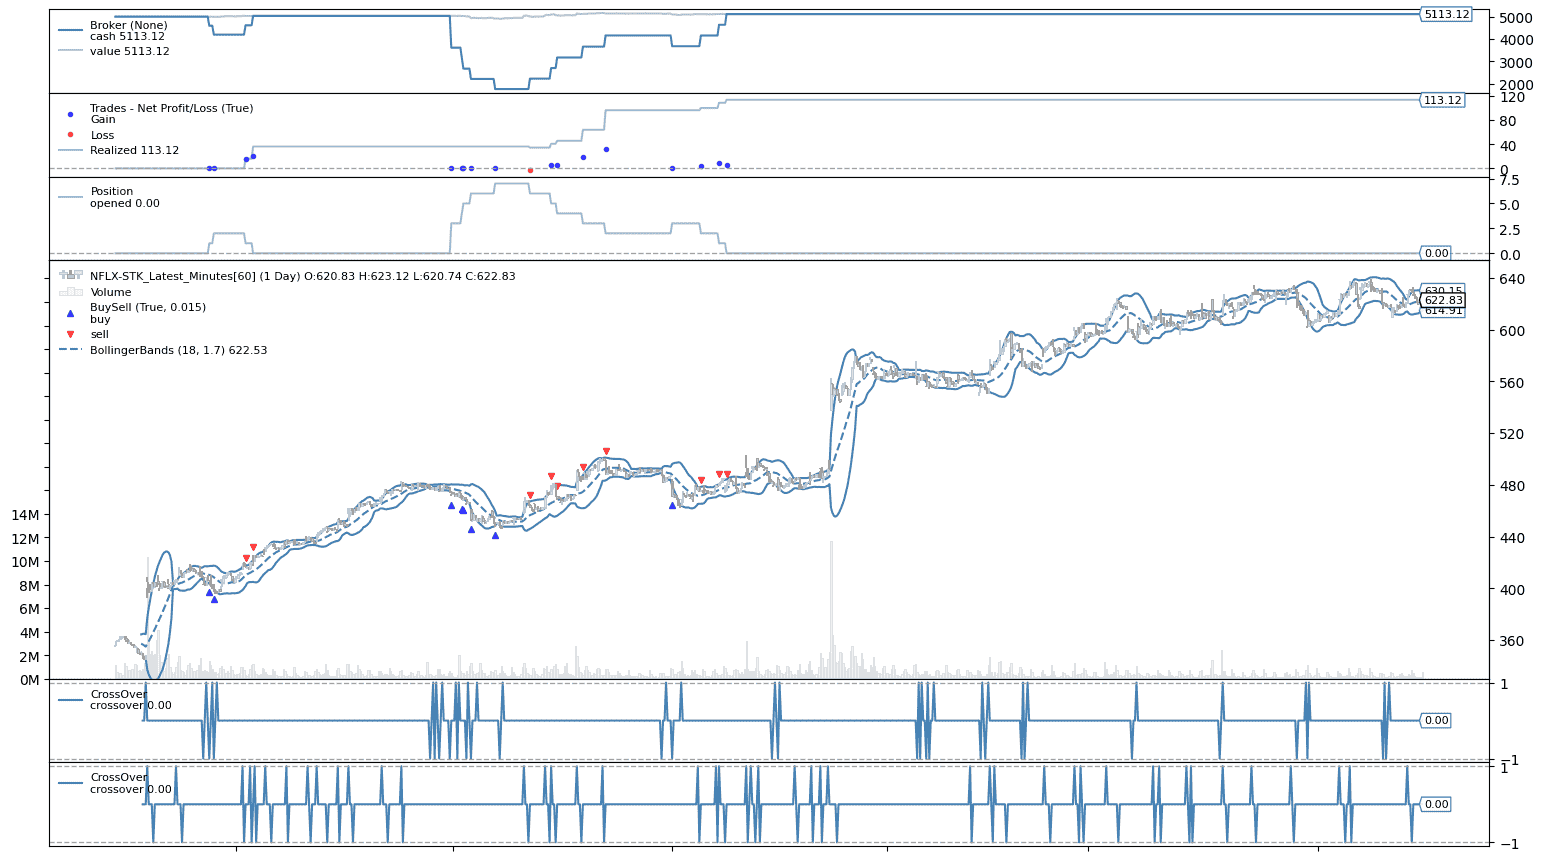 Broker (None)
cash 5113.12
value 5113.12
5113.12
5000
4000
3000
2000
Trades - Net Profit/Loss (True)
Gain
Loss
Realized 113.12
113.12
120
80
40
0
Position
opened 0.00
7.5
5.0
2.5
0.0
0.00
NFLX-STK_Latest_Minutes[60] (1 Day) O:620.83 H:623.12 L:620.74 C:622.83
Volume
BuySell (True, 0.015)
buy
sell
BollingerBands (18, 1.7) 622.53
640
630.15
622.83
614.91
600
560
520
480
440
400
360
14M
12M
10M
8M
6M
4M
2M
0M
CrossOver
crossover 0.00
1
0.00
−1
CrossOver
crossover 0.00
1
0.00
−1